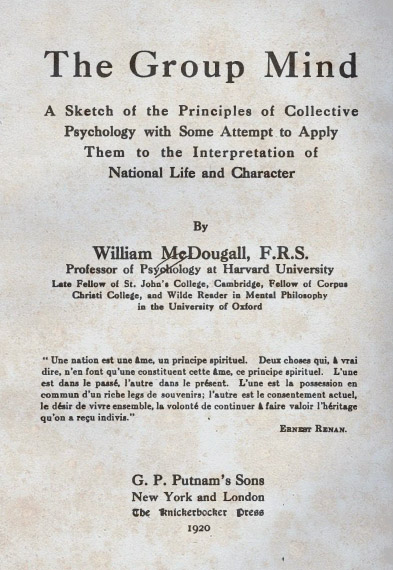 The Group Mind
A Sketch of the Principles of Collective
Psychology with Some Attempt to Apply
Them to the Interpretation of
National Life and Character
By
William McDougall, F.R.S.
Professor of Psychology at Harvard University
Late Fellow of St. John's College, Cambridge, Fellow of Corpus
Christi College, and Wilde Reader in Mental Philosophy
in the University of Oxford
" Une nation est une âme, un principe spirituel. Deux choses qui, à vrai
dire, n'en font qu'une constituent cette âme, ce principe spirituel. L'une
est dans le passé, l'autre dans le présent. L'une est la possession en
commun d'un riche legs de souvenirs; l'autre est le consentement actuel,
le désir de vivre ensemble, la volonté de continuer à faire valoir l'héritage
qu'on a reçu indivis."
Ernest Renan.
G. P. Putnam's Sons
New York and London
The Knickerbocker Press
1920